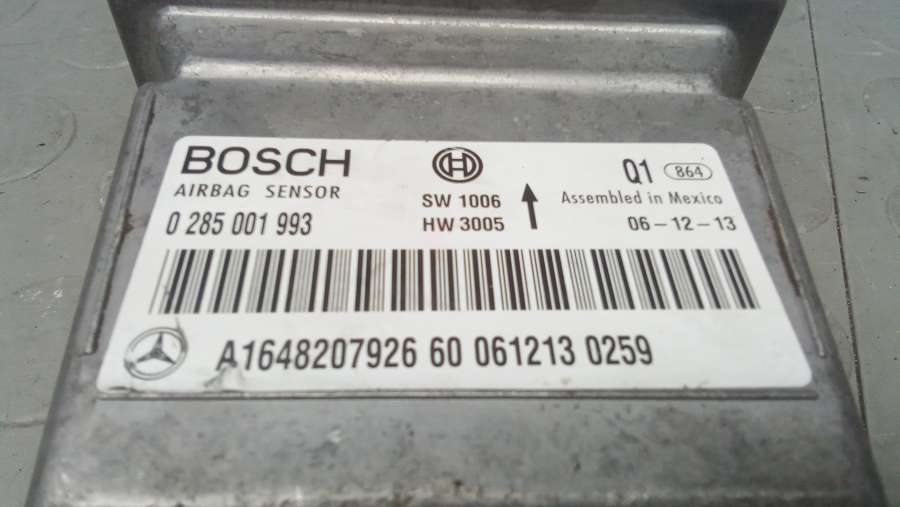 BOSCH
AIRBAG SENSOR
0 285 001 993
H
SW 1006
HW 3005
Q1 864
Assembled in Mexico
06-12-13
A1648207926 60 061213 0259